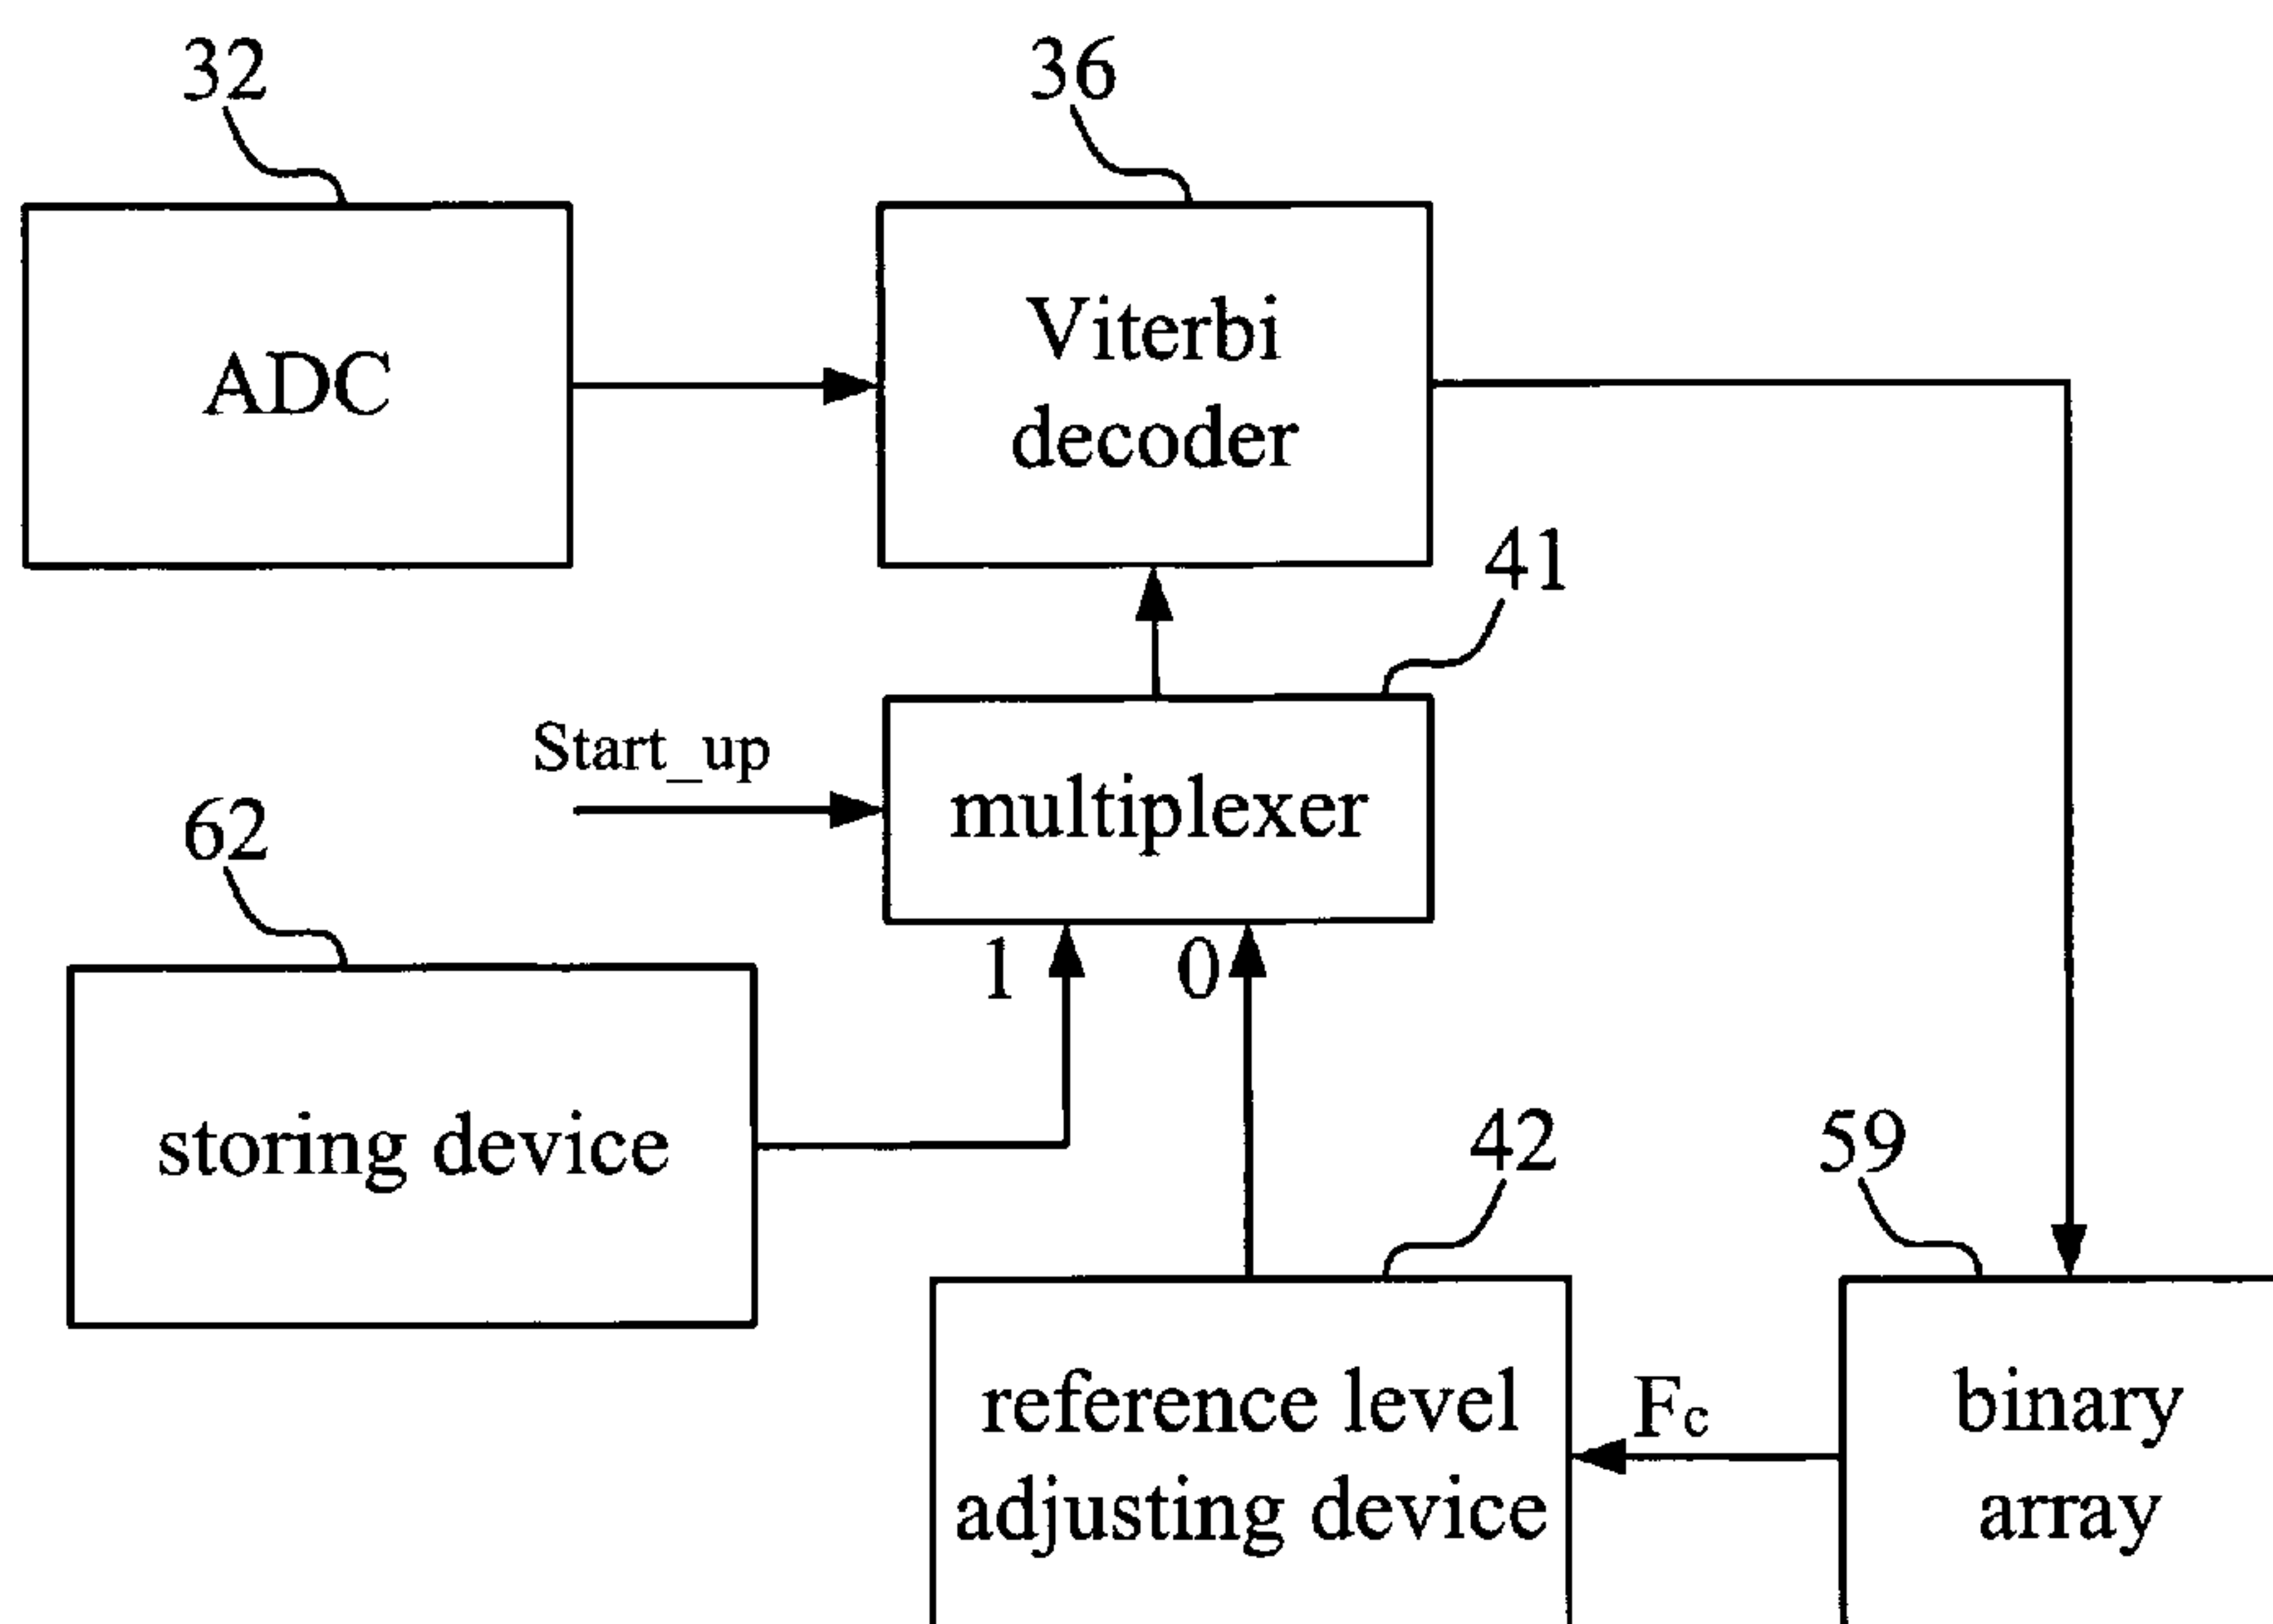 32
36
ADC
Viterbi
decoder
41
Start_up
multiplexer
62
1
0
storing device
42
59
reference level
adjusting device
Fc
binary
array